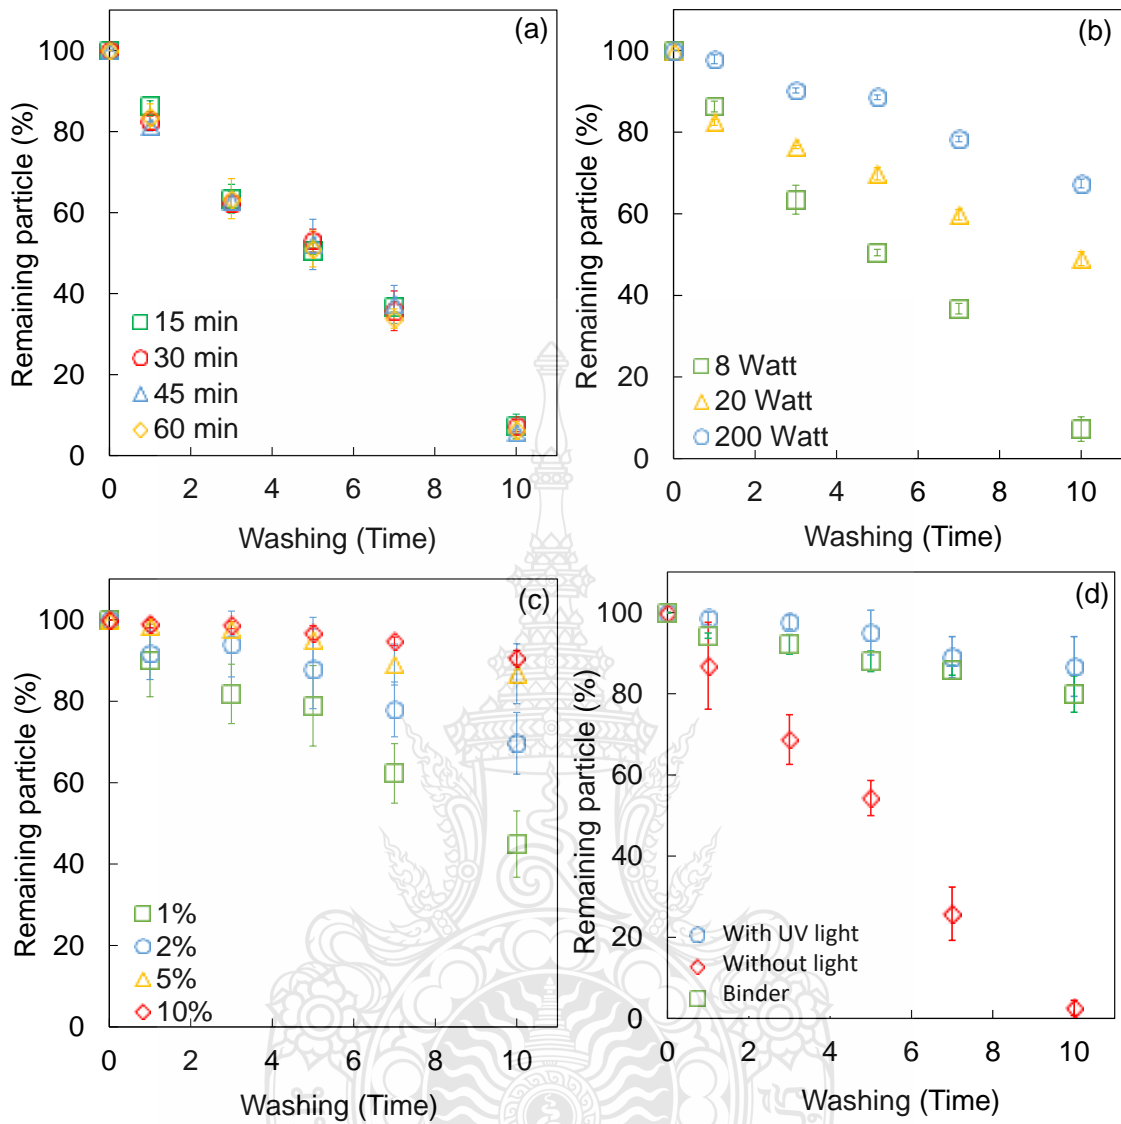 (a)
Remaining particle (%)
100
80
60
40
20
0
15 min
30 min
45 min
60 min
0 2 4 6 8 10
Washing (Time)
(b)
Remaining particle (%)
100
80
60
40
20
0
8 Watt
20 Watt
200 Watt
0 2 4 6 8 10
Washing (Time)
(c)
Remaining particle (%)
100
80
60
40
20
0
1%
2%
5%
10%
0 2 4 6 8 10
Washing (Time)
(d)
Remaining particle (%)
100
80
60
40
20
0
With UV light
Without light
Binder
0 2 4 6 8 10
Washing (Time)